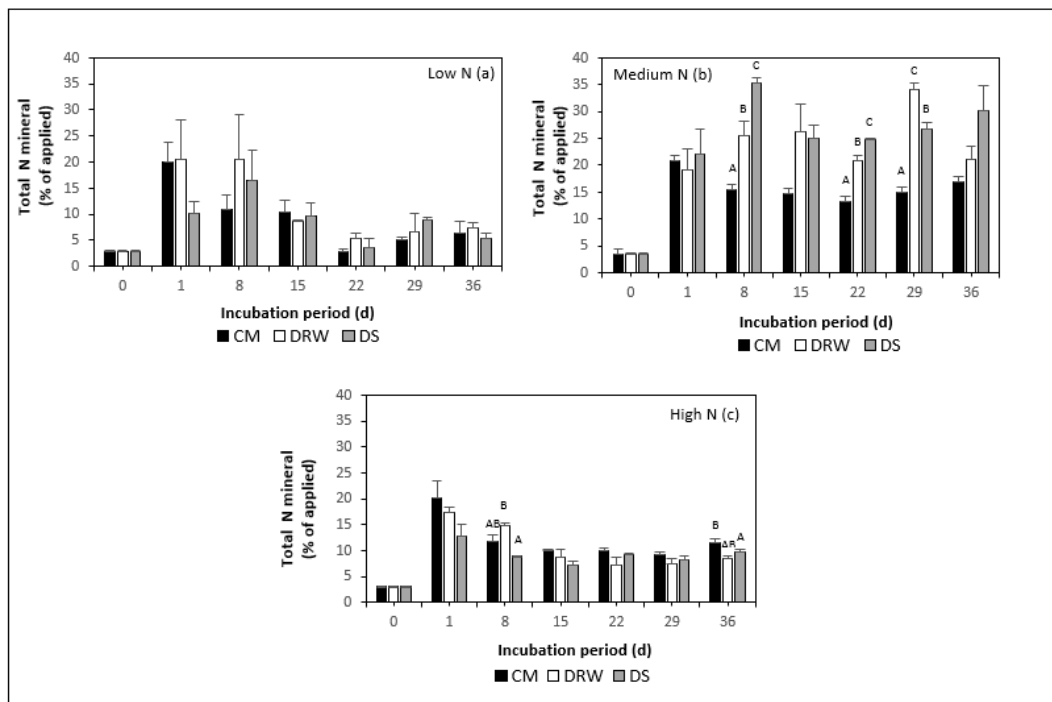 Low N (a)
Total N mineral
(% of applied)
40
35
30
25
20
15
10
5
0
0 1 8 15 22 29 36
Incubation period (d)
CM DRW DS
Medium N (b)
Total N mineral
(% of applied)
40
35
30
25
20
15
10
5
0
A B C
A B C
A C B
0 1 8 15 22 29 36
Incubation period (d)
CM DRW DS
High N (c)
Total N mineral
(% of applied)
40
35
30
25
20
15
10
5
0
AB B A
B AB A
0 1 8 15 22 29 36
Incubation period (d)
CM DRW DS